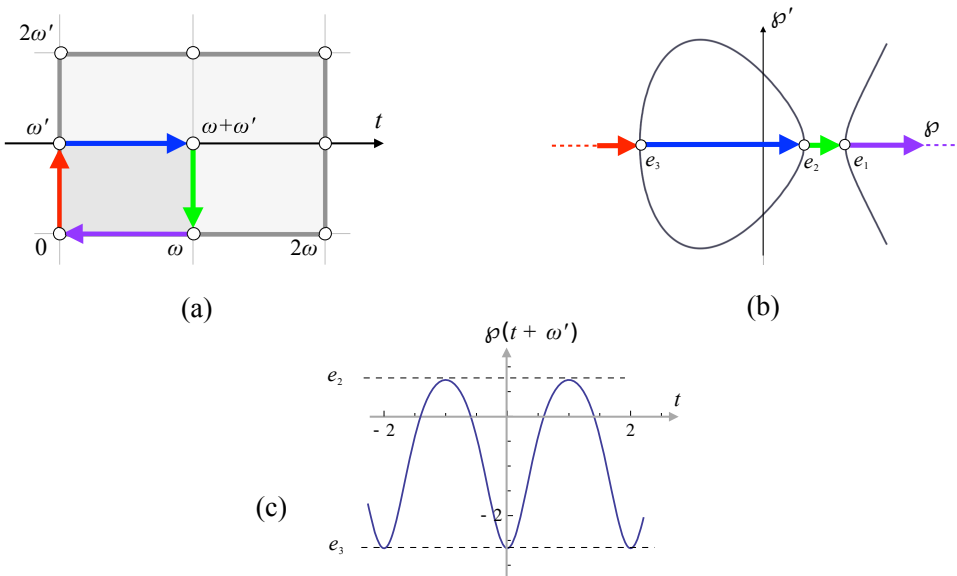 2ω′
ω′
ω+ω′
t
0
ω
2ω
(a)
℘′
℘
e₃
e₂
e₁
(b)
℘(t + ω′)
e₂
t
- 2
2
- 2
e₃
(c)